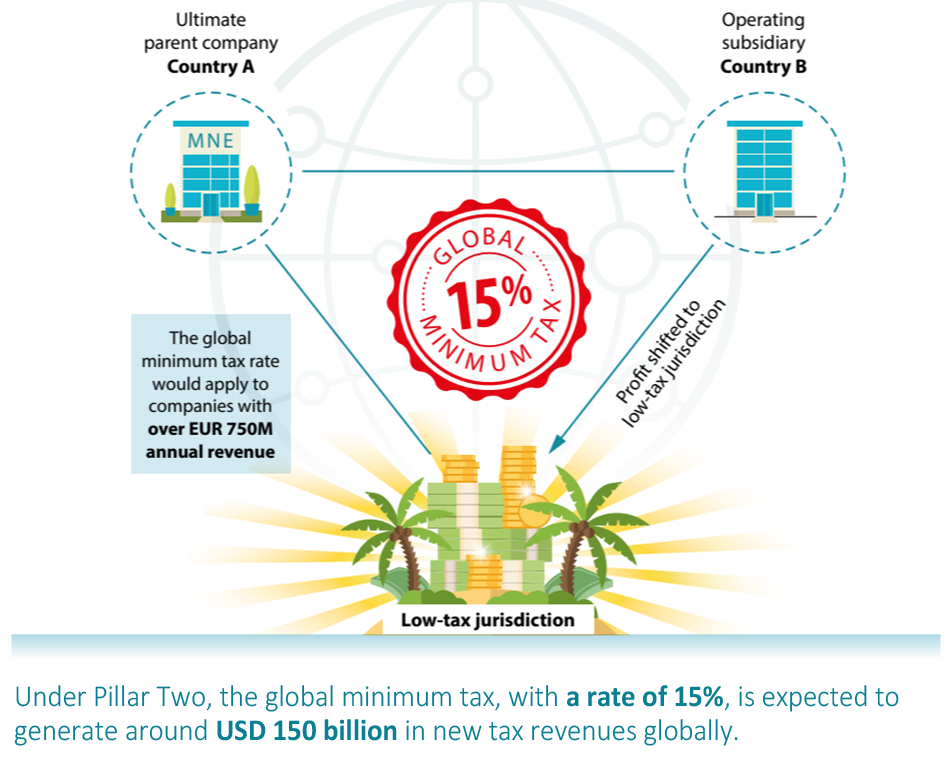 Ultimate
parent company
Country A
Operating
subsidiary
Country B
MNE
GLOBAL
15%
MINIMUM TAX
The global
minimum tax rate
would apply to
companies with
over EUR 750M
annual revenue
Profit shifted to
low-tax jurisdiction
Low-tax jurisdiction
Under Pillar Two, the global minimum tax, with a rate of 15%, is expected to
generate around USD 150 billion in new tax revenues globally.